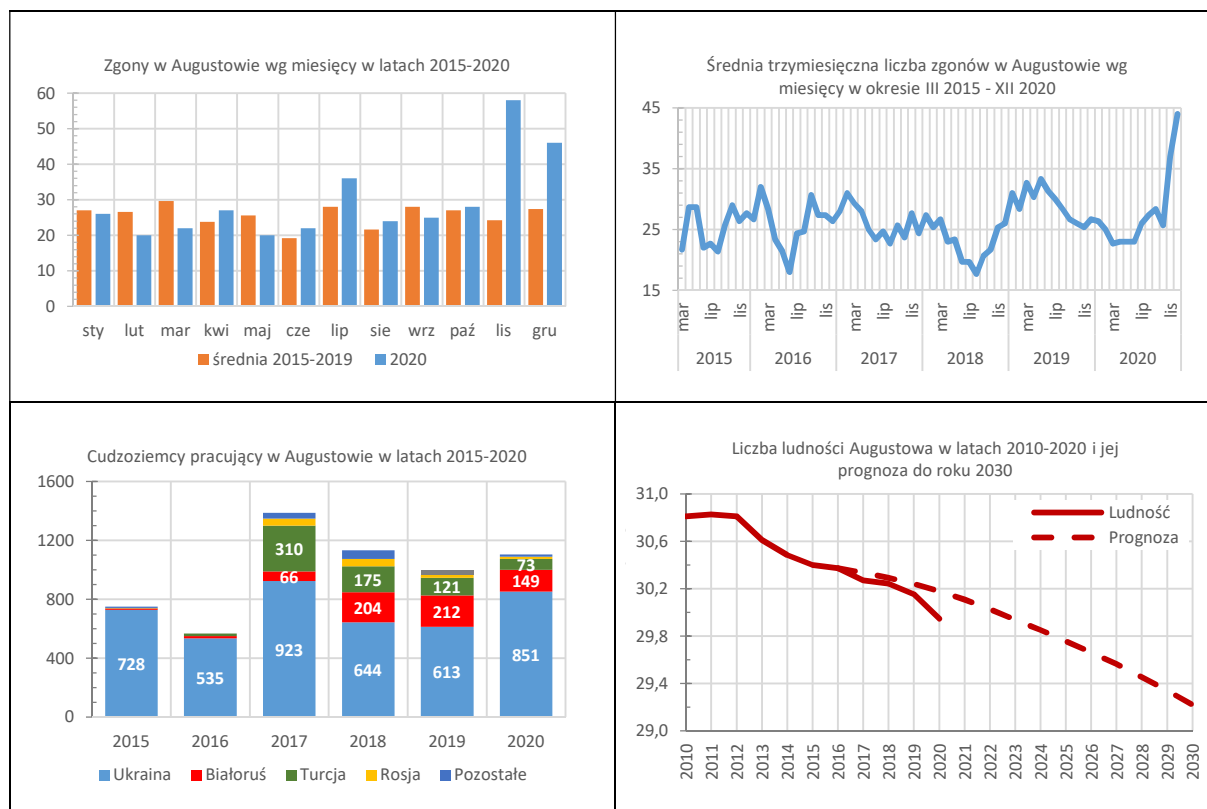 Zgony w Augustowie wg miesięcy w latach 2015-2020
60
50
40
30
20
10
0
sty lut mar kwi maj cze lip sie wrz paź lis gru
średnia 2015-2019 2020
Średnia trzymiesięczna liczba zgonów w Augustowie wg
miesięcy w okresie III 2015 - XII 2020
45
35
25
15
mar lip lis mar lip lis mar lip lis mar lip lis mar lip lis mar lip lis
2015 2016 2017 2018 2019 2020
Cudzoziemcy pracujący w Augustowie w latach 2015-2020
1600
1200
800
400
0
728 535 923 644 613 851
66 204 212 149
310 175 121 73
2015 2016 2017 2018 2019 2020
Ukraina Białoruś Turcja Rosja Pozostałe
Liczba ludności Augustowa w latach 2010-2020 i jej
prognoza do roku 2030
31,0
30,6
30,2
29,8
29,4
29,0
Ludność
Prognoza
2010 2011 2012 2013 2014 2015 2016 2017 2018 2019 2020 2021 2022 2023 2024 2025 2026 2027 2028 2029 2030